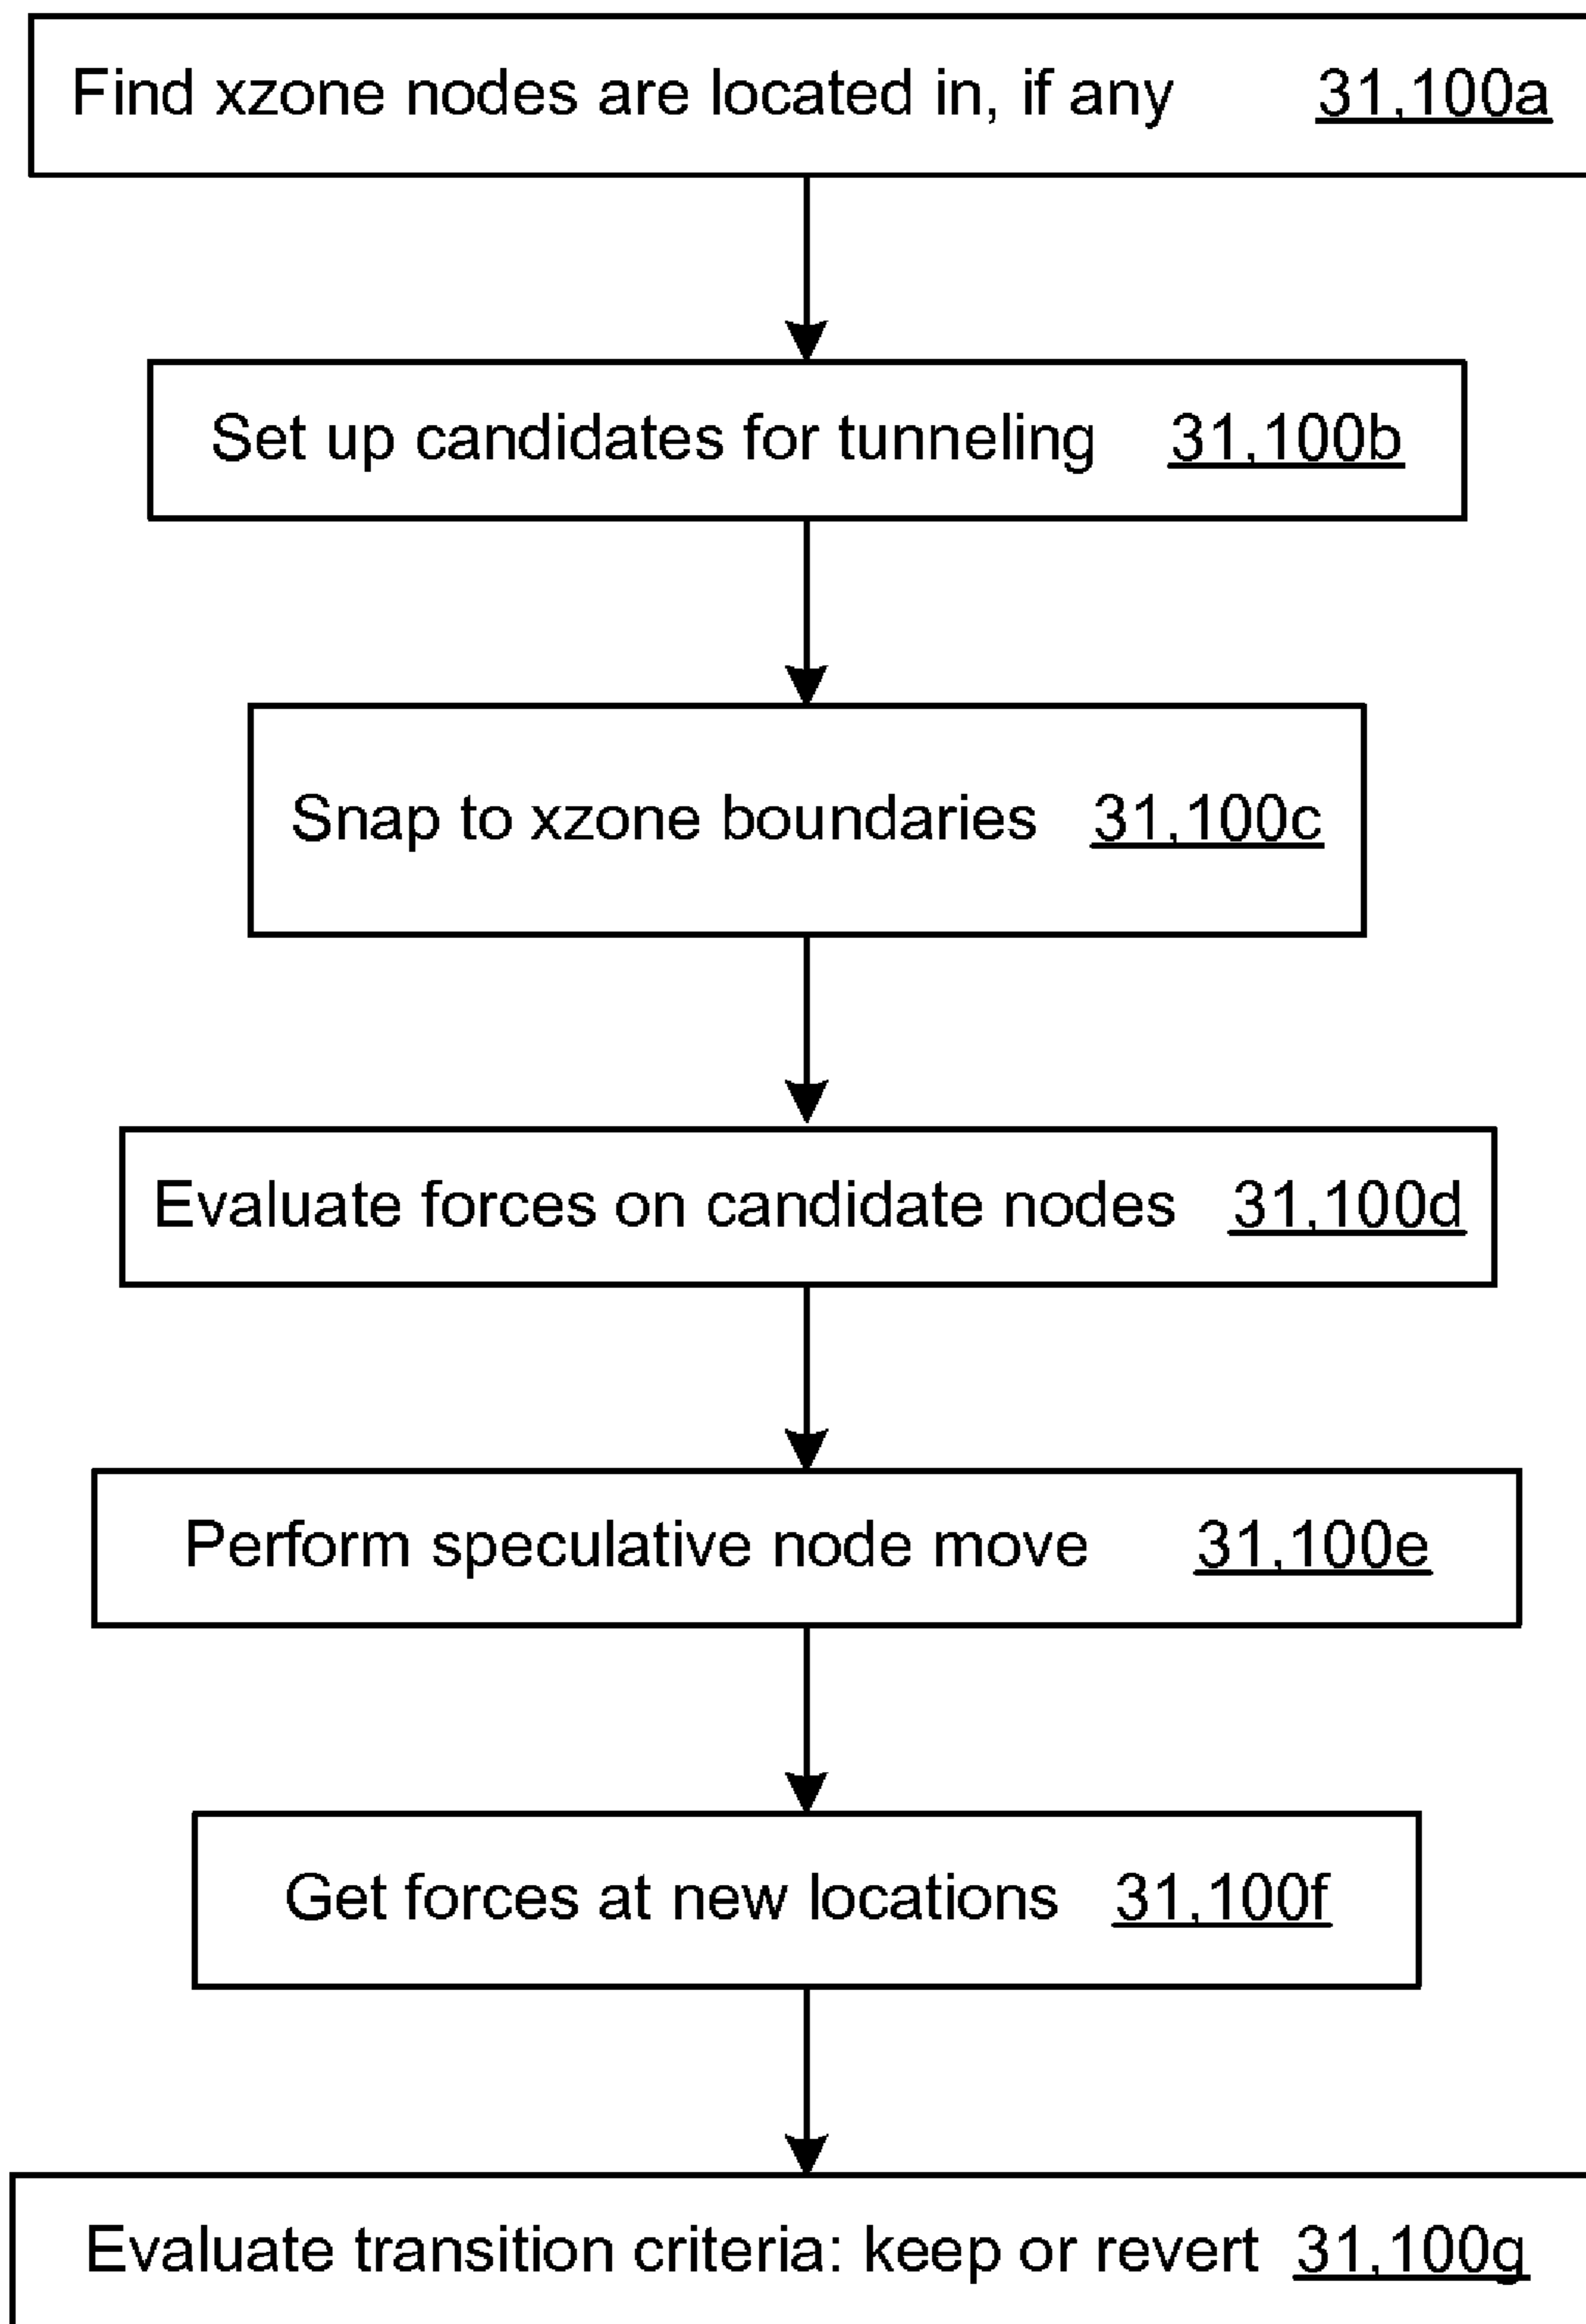 Find xzone nodes are located in, if any 31,100a
Set up candidates for tunneling 31,100b
Snap to xzone boundaries 31,100c
Evaluate forces on candidate nodes 31,100d
Perform speculative node move 31,100e
Get forces at new locations 31,100f
Evaluate transition criteria: keep or revert 31,100g